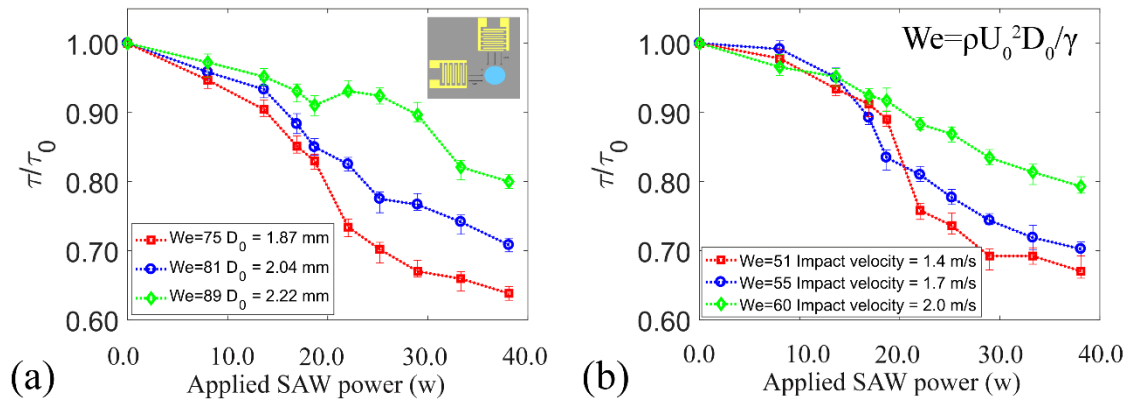 1.00
0.90
0.80
0.70
0.60
τ/τ0
We=75 D0 = 1.87 mm
We=81 D0 = 2.04 mm
We=89 D0 = 2.22 mm
0.0 10.0 20.0 30.0 40.0
Applied SAW power (w)
(a)
We=ρU0²D0/γ
1.00
0.90
0.80
0.70
0.60
τ/τ0
We=51 Impact velocity = 1.4 m/s
We=55 Impact velocity = 1.7 m/s
We=60 Impact velocity = 2.0 m/s
0.0 10.0 20.0 30.0 40.0
Applied SAW power (w)
(b)